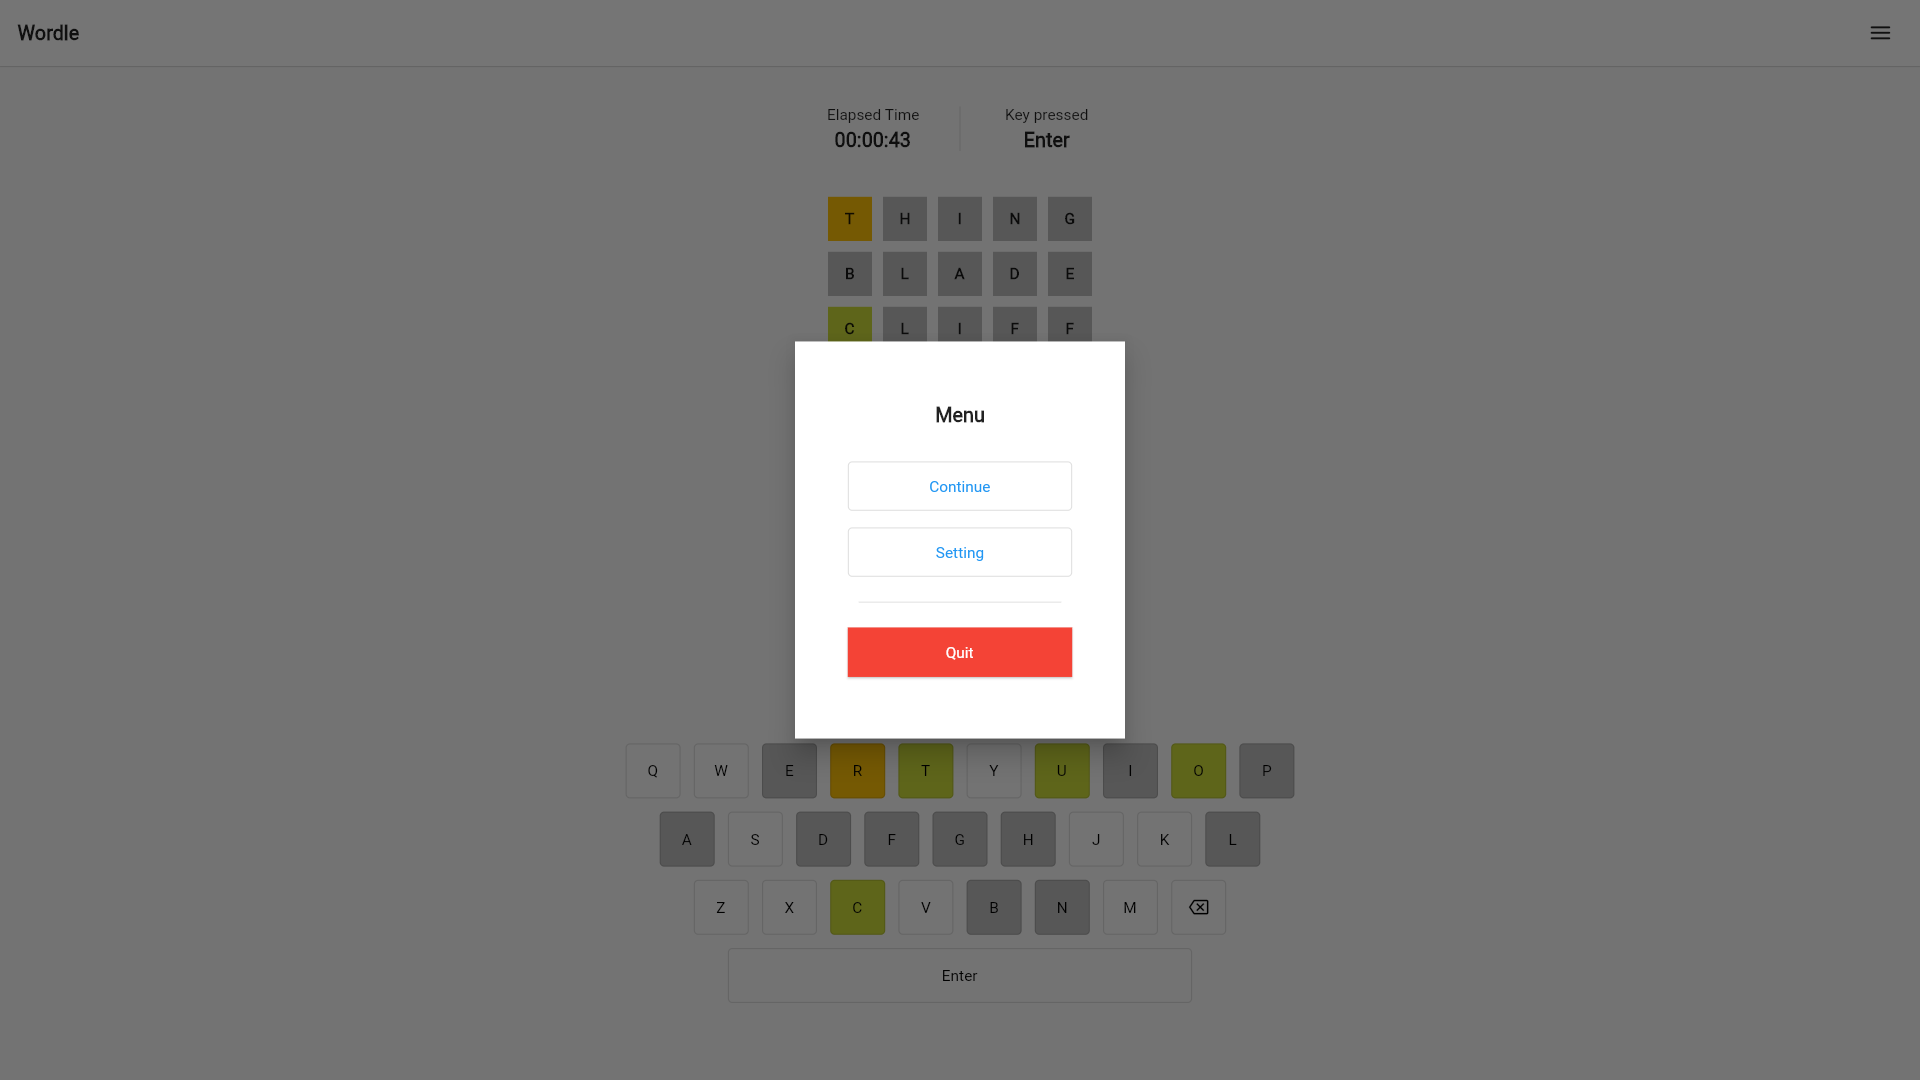 Wordle
Elapsed Time
00:00:43
Key pressed
Enter
T H I N G
B L A D E
C L I F F
Menu
Continue
Setting
Quit
Q W E R T Y U I O P
A S D F G H J K L
Z X C V B N M
Enter